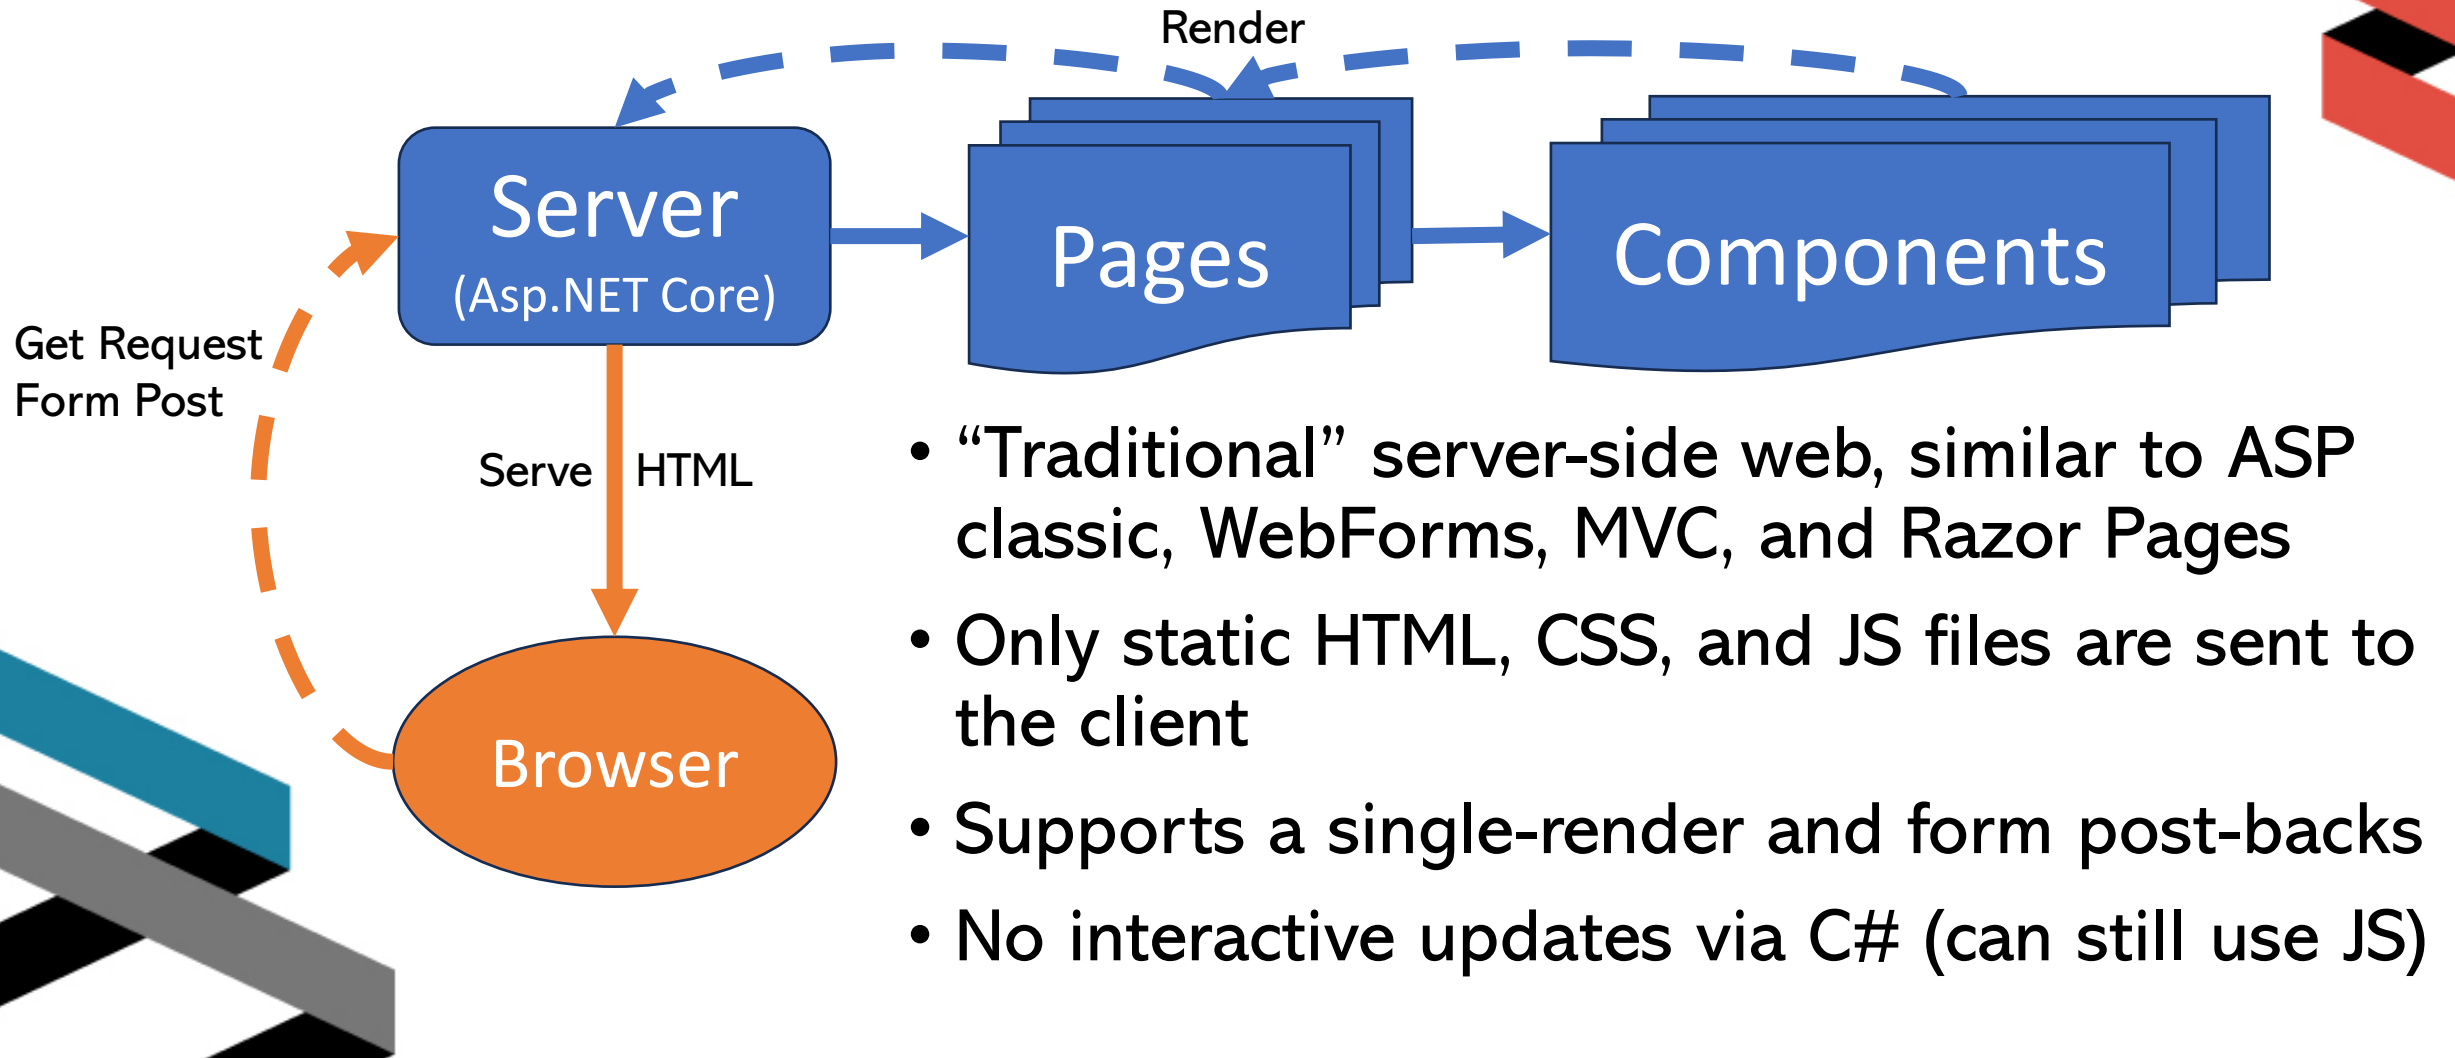 Render
Server
(Asp.NET Core)
Pages
Components
Get Request
Form Post
Serve HTML
Browser
• “Traditional” server-side web, similar to ASP
classic, WebForms, MVC, and Razor Pages
• Only static HTML, CSS, and JS files are sent to
the client
• Supports a single-render and form post-backs
• No interactive updates via C# (can still use JS)